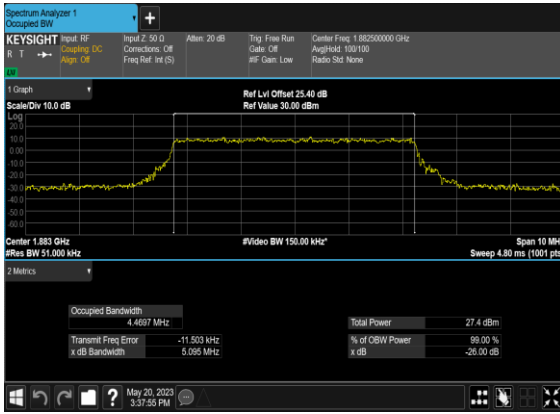 Spectrum Analyzer 1
Occupied BW
KEYSIGHT
R T
LXI
Input: RF
Coupling: DC
Align: Off
Input Z: 50 Ω
Corrections: Off
Freq Ref: Int (S)
Atten: 20 dB
Trig: Free Run
Gate: Off
#IF Gain: Low
Center Freq: 1.882500000 GHz
Avg|Hold: 100/100
Radio Std: None
1 Graph
Scale/Div 10.0 dB
Ref Lvl Offset 25.40 dB
Ref Value 30.00 dBm
Log
20.0
10.0
0.00
-10.0
-20.0
-30.0
-40.0
-50.0
-60.0
Center 1.883 GHz
#Res BW 51.000 kHz
#Video BW 150.00 kHz*
Span 10 MH
Sweep 4.80 ms (1001 pts
2 Metrics
Occupied Bandwidth
4.4697 MHz
Transmit Freq Error -11.503 kHz
x dB Bandwidth 5.095 MHz
Total Power 27.4 dBm
% of OBW Power 99.00 %
x dB -26.00 dB
?
May 20, 2023
3:37:55 PM